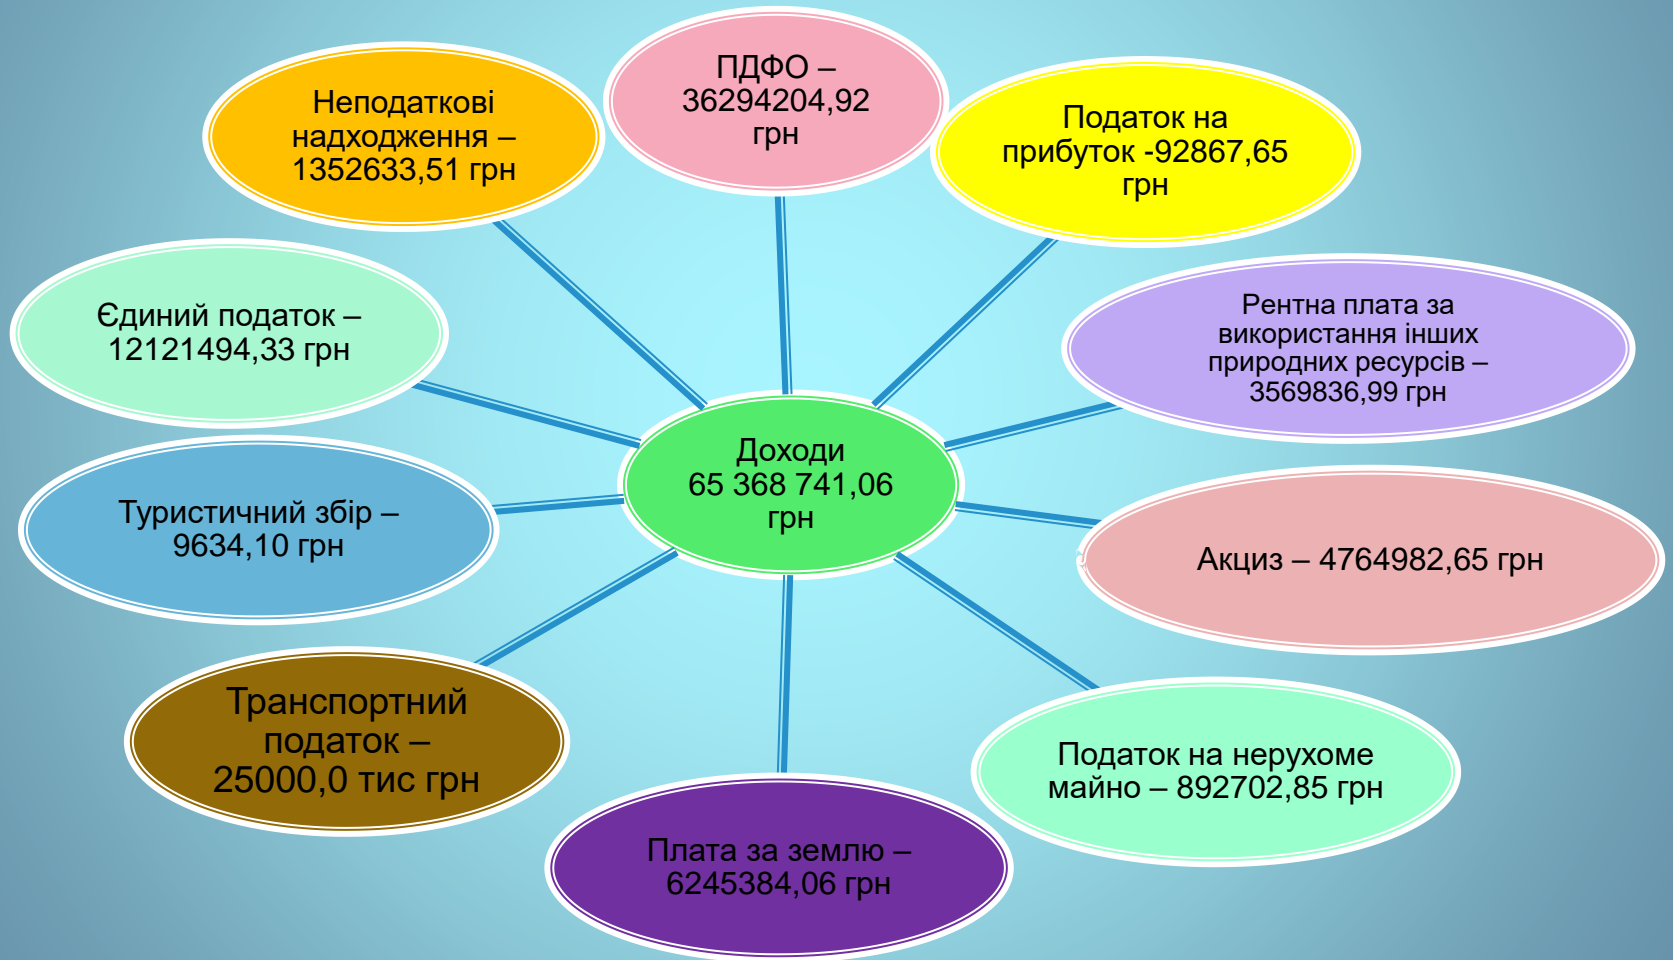 ПДФО –
36294204,92
грн
Податок на
прибуток -92867,65
грн
Рентна плата за
використання інших
природних ресурсів –
3569836,99 грн
Акциз – 4764982,65 грн
Податок на нерухоме
майно – 892702,85 грн
Плата за землю –
6245384,06 грн
Транспортний
податок –
25000,0 тис грн
Туристичний збір –
9634,10 грн
Єдиний податок –
12121494,33 грн
Неподаткові
надходження –
1352633,51 грн
Доходи
65 368 741,06
грн